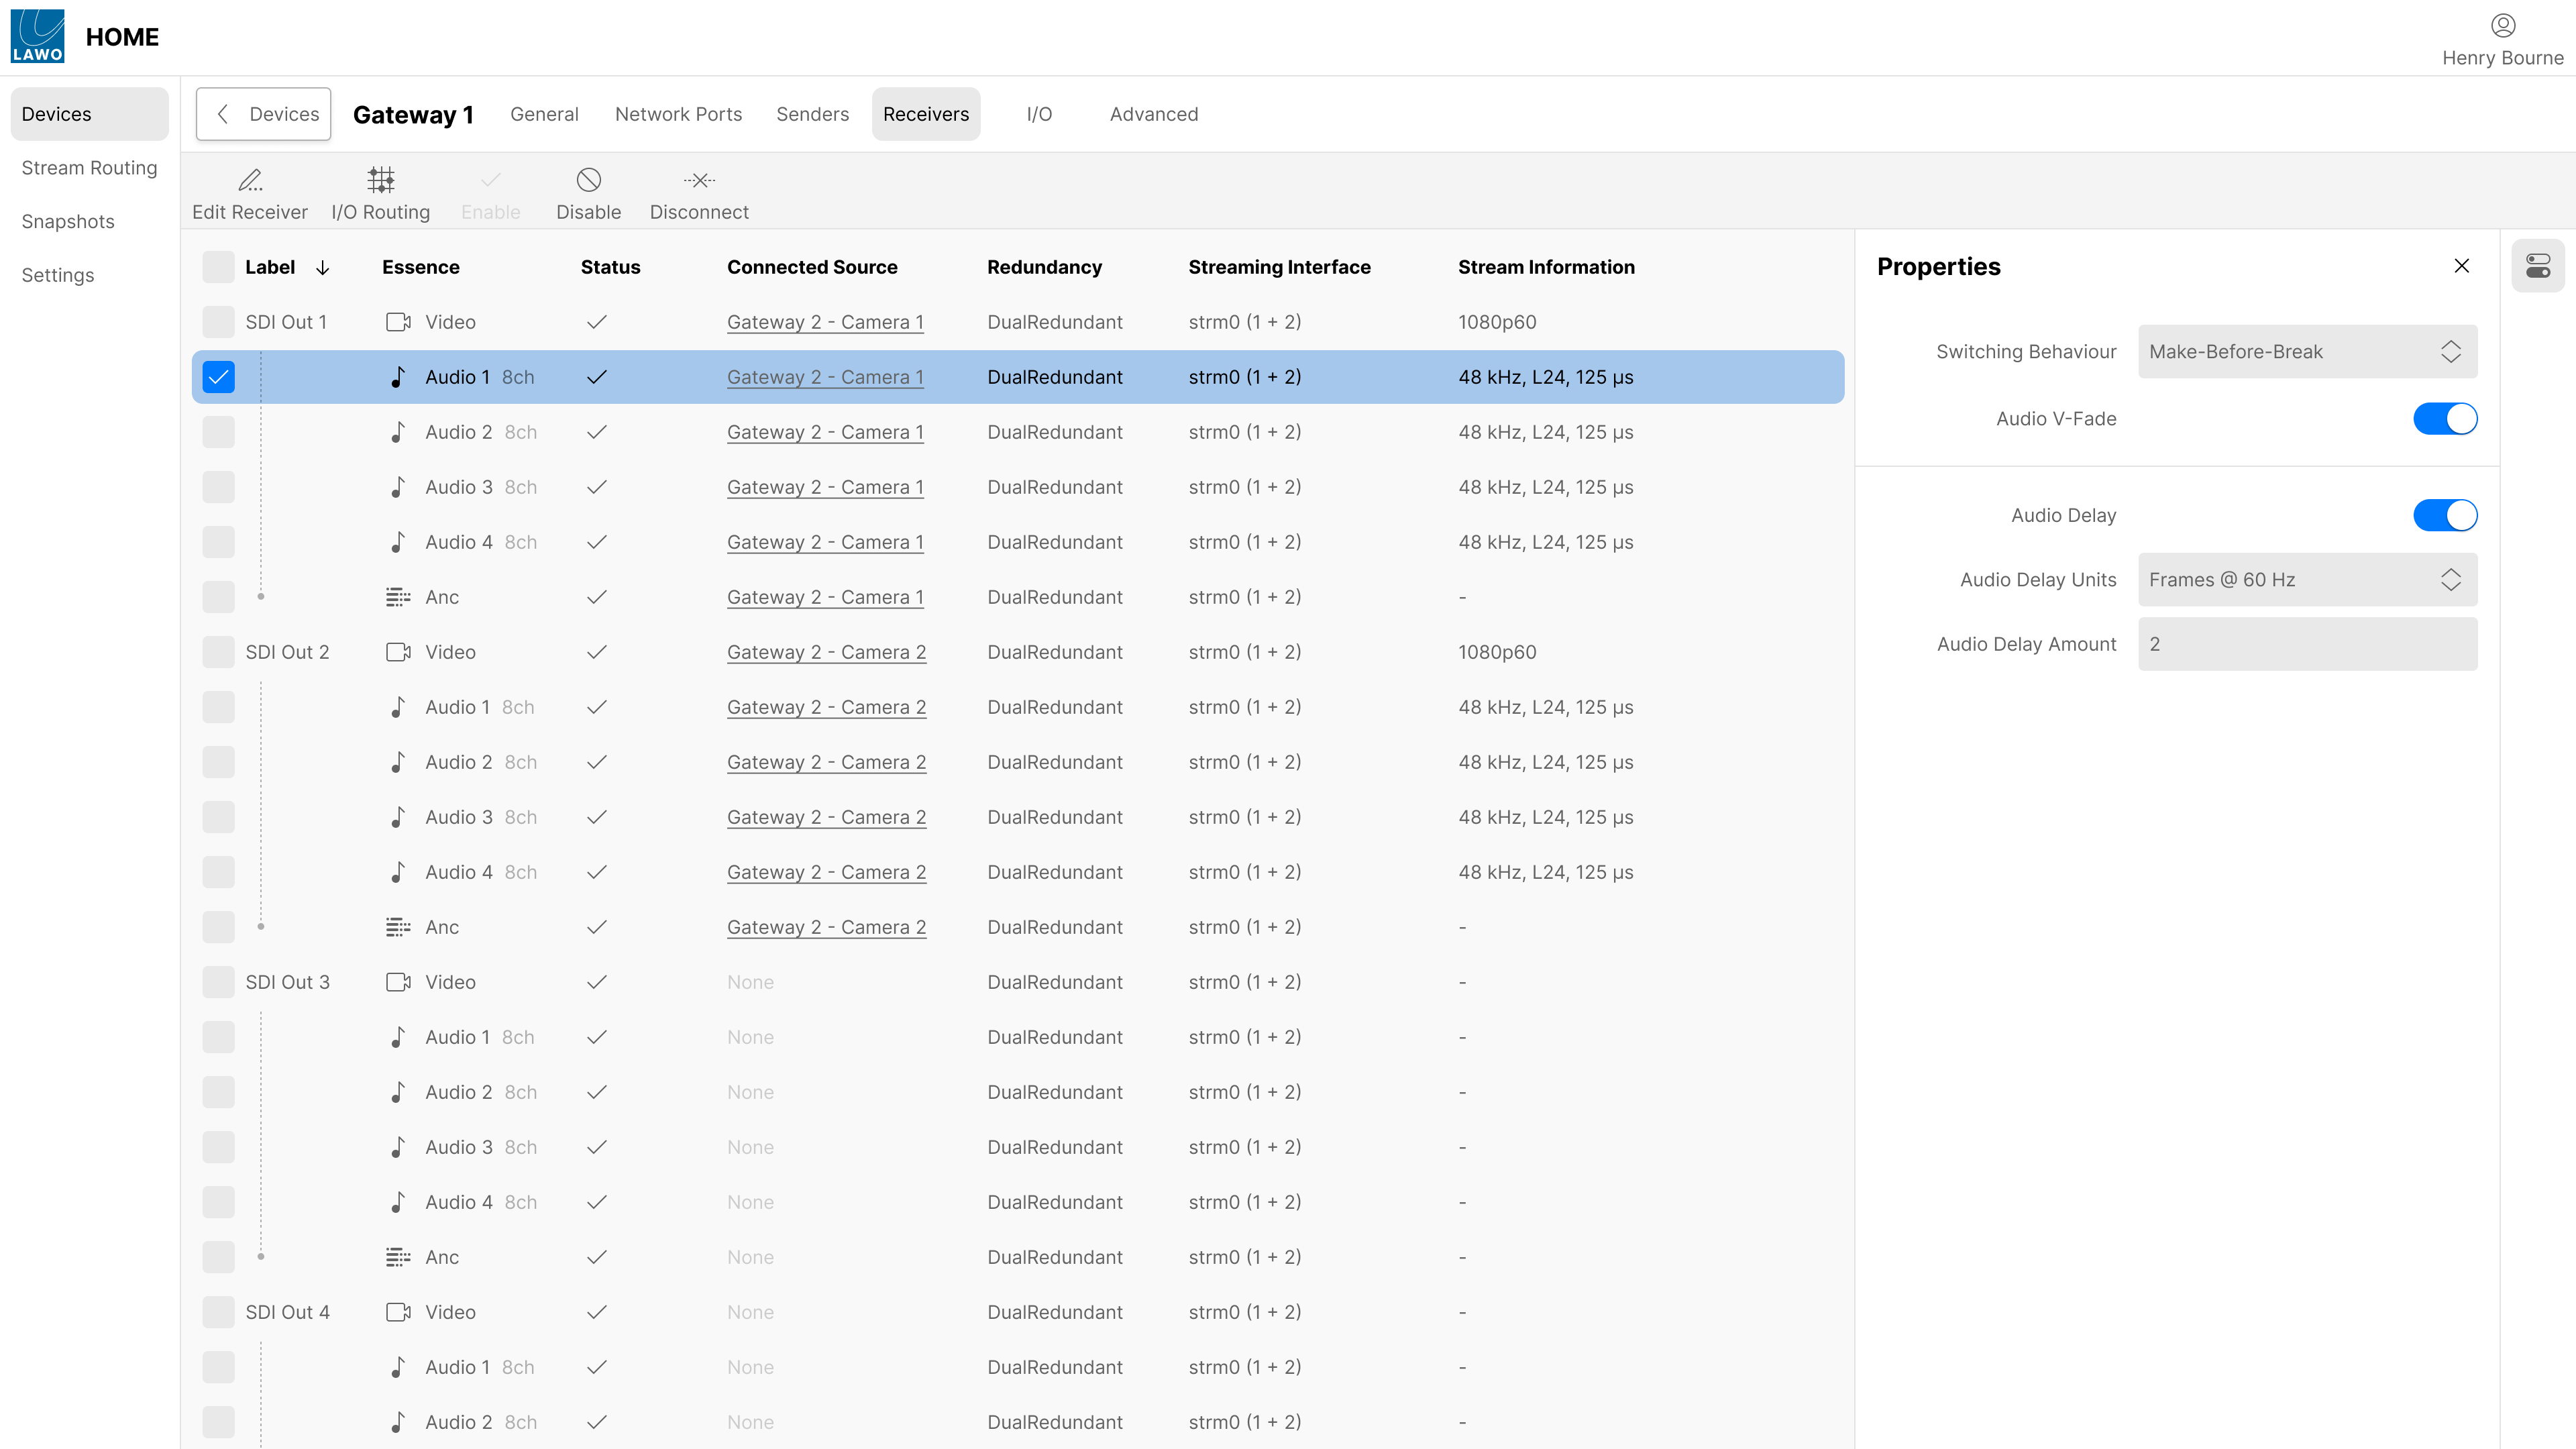 LAWO HOME
Henry Bourne
Devices
Stream Routing
Snapshots
Settings
Devices Gateway 1 General Network Ports Senders Receivers I/O Advanced
Edit Receiver I/O Routing Enable Disable Disconnect
Label Essence Status Connected Source Redundancy Streaming Interface Stream Information
SDI Out 1 Video Gateway 2 - Camera 1 DualRedundant strm0 (1 + 2) 1080p60
Audio 1 8ch Gateway 2 - Camera 1 DualRedundant strm0 (1 + 2) 48 kHz, L24, 125 µs
Audio 2 8ch Gateway 2 - Camera 1 DualRedundant strm0 (1 + 2) 48 kHz, L24, 125 µs
Audio 3 8ch Gateway 2 - Camera 1 DualRedundant strm0 (1 + 2) 48 kHz, L24, 125 µs
Audio 4 8ch Gateway 2 - Camera 1 DualRedundant strm0 (1 + 2) 48 kHz, L24, 125 µs
Anc Gateway 2 - Camera 1 DualRedundant strm0 (1 + 2) -
SDI Out 2 Video Gateway 2 - Camera 2 DualRedundant strm0 (1 + 2) 1080p60
Audio 1 8ch Gateway 2 - Camera 2 DualRedundant strm0 (1 + 2) 48 kHz, L24, 125 µs
Audio 2 8ch Gateway 2 - Camera 2 DualRedundant strm0 (1 + 2) 48 kHz, L24, 125 µs
Audio 3 8ch Gateway 2 - Camera 2 DualRedundant strm0 (1 + 2) 48 kHz, L24, 125 µs
Audio 4 8ch Gateway 2 - Camera 2 DualRedundant strm0 (1 + 2) 48 kHz, L24, 125 µs
Anc Gateway 2 - Camera 2 DualRedundant strm0 (1 + 2) -
SDI Out 3 Video None DualRedundant strm0 (1 + 2) -
Audio 1 8ch None DualRedundant strm0 (1 + 2) -
Audio 2 8ch None DualRedundant strm0 (1 + 2) -
Audio 3 8ch None DualRedundant strm0 (1 + 2) -
Audio 4 8ch None DualRedundant strm0 (1 + 2) -
Anc None DualRedundant strm0 (1 + 2) -
SDI Out 4 Video None DualRedundant strm0 (1 + 2) -
Audio 1 8ch None DualRedundant strm0 (1 + 2) -
Audio 2 8ch None DualRedundant strm0 (1 + 2) -
Properties
Switching Behaviour Make-Before-Break
Audio V-Fade
Audio Delay
Audio Delay Units Frames @ 60 Hz
Audio Delay Amount 2